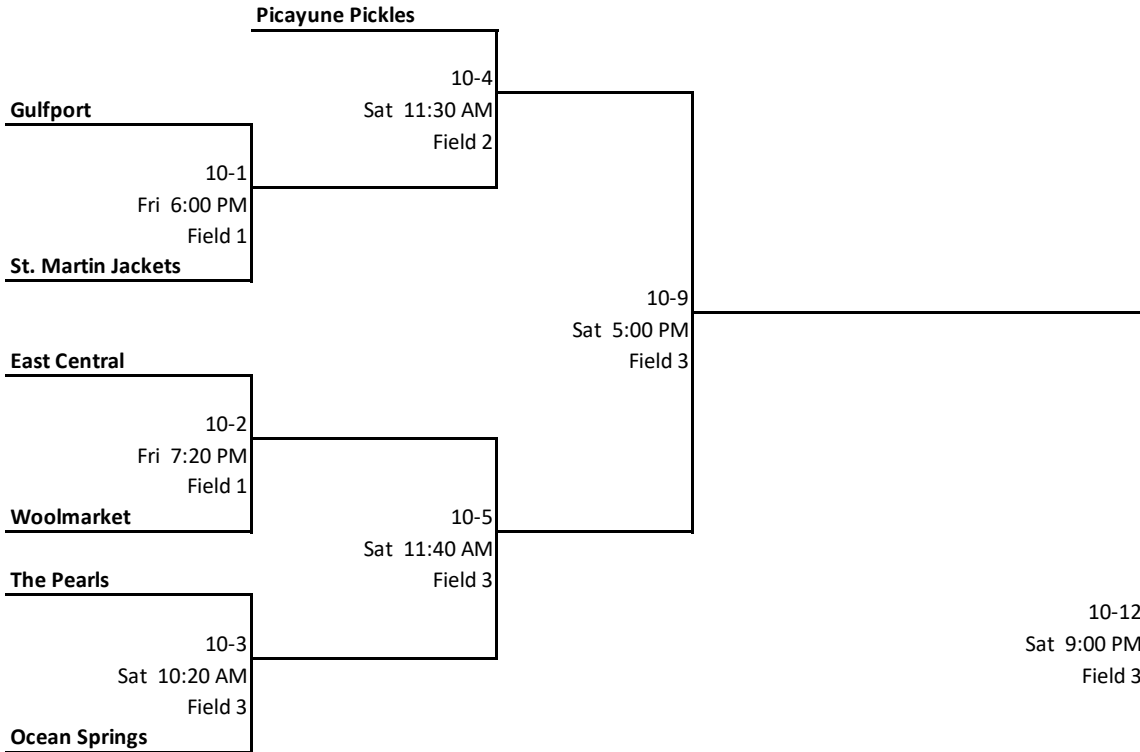 Picayune Pickles
10-4
Gulfport
Sat 11:30 AM
Field 2
10-1
Fri 6:00 PM
Field 1
St. Martin Jackets
10-9
Sat 5:00 PM
East Central
Field 3
10-2
Fri 7:20 PM
Field 1
Woolmarket
10-5
Sat 11:40 AM
The Pearls
Field 3
10-12
10-3
Sat 9:00 PM
Sat 10:20 AM
Field 3
Field 3
Ocean Springs